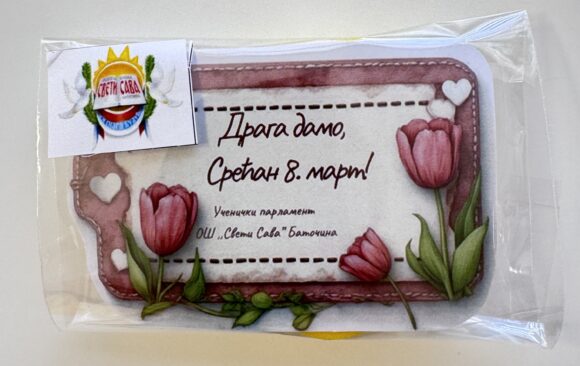 СВЕТИ САВА
Драга дамо,
Срећан 8. март!
Ученички парламент
ОШ ,,Свети Сава" Баточина